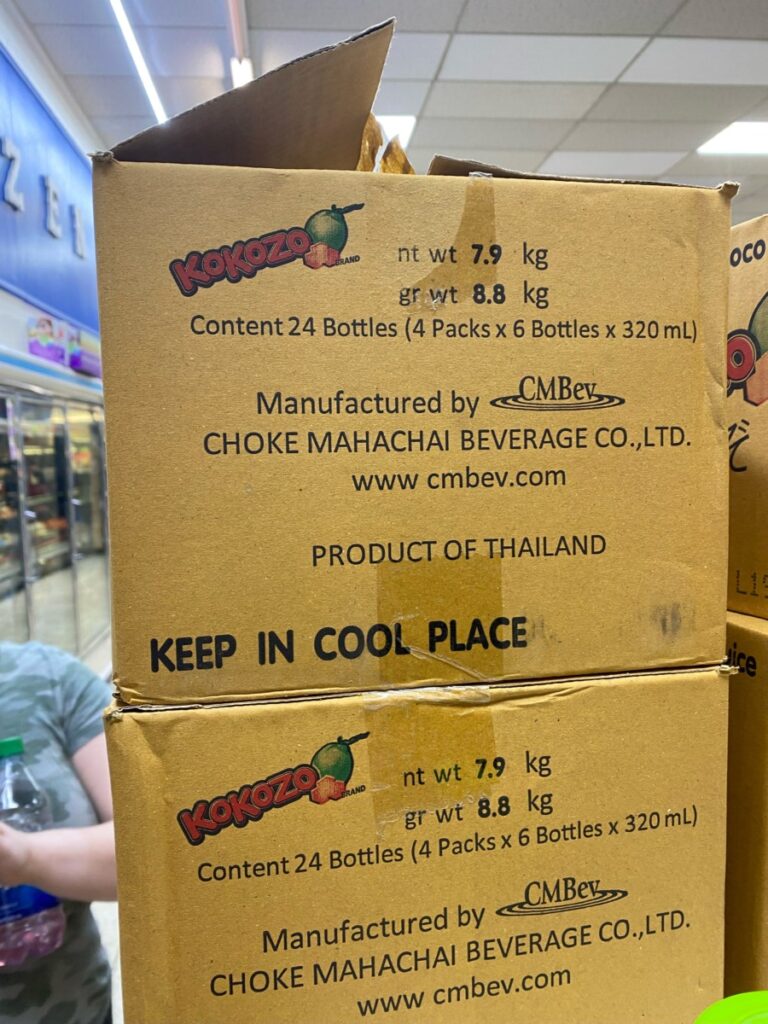 ZEN
KOKOZO
BRAND
nt wt 7.9 kg
gr wt 8.8 kg
Content 24 Bottles (4 Packs x 6 Bottles x 320 mL)
Manufactured by CMBev
CHOKE MAHACHAI BEVERAGE CO.,LTD.
www cmbev.com
PRODUCT OF THAILAND
KEEP IN COOL PLACE
KOKOZO
BRAND
nt wt 7.9 kg
gr wt 8.8 kg
Content 24 Bottles (4 Packs x 6 Bottles x 320 mL)
Manufactured by CMBev
CHOKE MAHACHAI BEVERAGE CO.,LTD.
www cmbev.com
oco